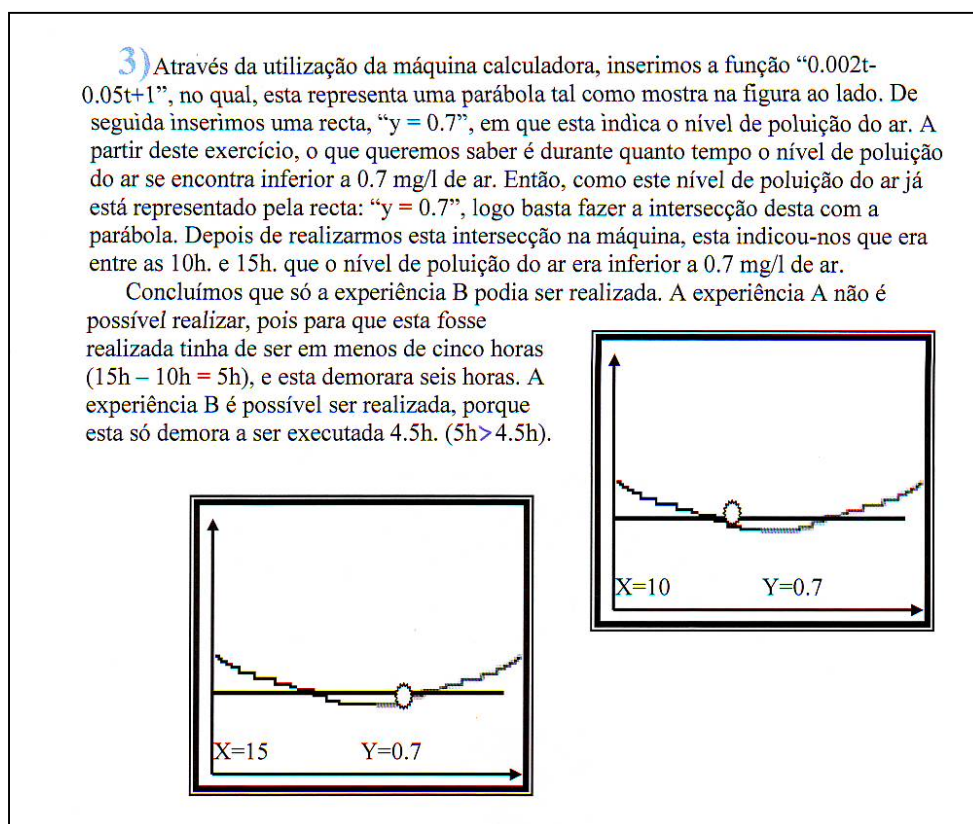 3) Através da utilização da máquina calculadora, inserimos a função “0.002t-
0.05t+1”, no qual, esta representa uma parábola tal como mostra na figura ao lado. De
seguida inserimos uma recta, “y = 0.7”, em que esta indica o nível de poluição do ar. A
partir deste exercício, o que queremos saber é durante quanto tempo o nível de poluição
do ar se encontra inferior a 0.7 mg/l de ar. Então, como este nível de poluição do ar já
está representado pela recta: “y = 0.7”, logo basta fazer a intersecção desta com a
parábola. Depois de realizarmos esta intersecção na máquina, esta indicou-nos que era
entre as 10h. e 15h. que o nível de poluição do ar era inferior a 0.7 mg/l de ar.
Concluímos que só a experiência B podia ser realizada. A experiência A não é
possível realizar, pois para que esta fosse
realizada tinha de ser em menos de cinco horas
(15h – 10h = 5h), e esta demorara seis horas. A
experiência B é possível ser realizada, porque
esta só demora a ser executada 4.5h. (5h>4.5h).
X=10 Y=0.7
X=15 Y=0.7